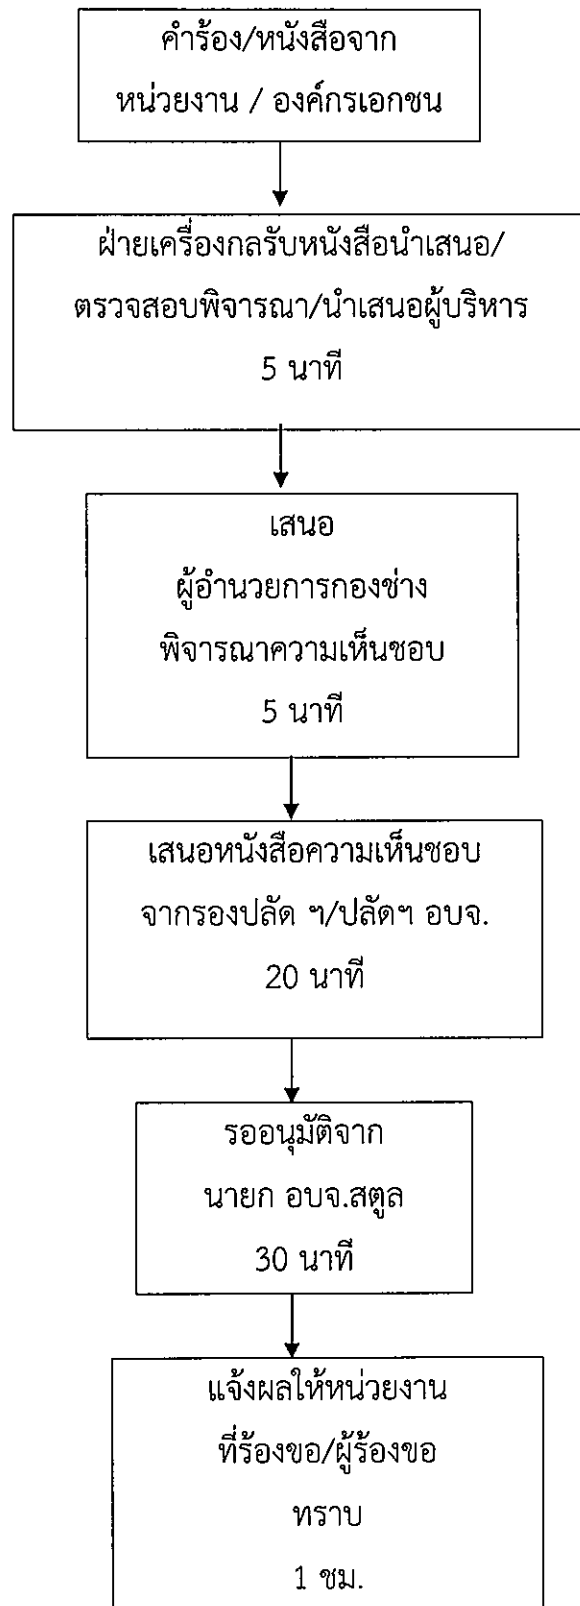 คำร้อง/หนังสือจาก
หน่วยงาน / องค์กรเอกชน
ฝ่ายเครื่องกลรับหนังสือนำเสนอ/
ตรวจสอบพิจารณา/นำเสนอผู้บริหาร
5 นาที
เสนอ
ผู้อำนวยการกองช่าง
พิจารณาความเห็นชอบ
5 นาที
เสนอหนังสือความเห็นชอบ
จากรองปลัด ฯ/ปลัดฯ อบจ.
20 นาที
รออนุมัติจาก
นายก อบจ.สตูล
30 นาที
แจ้งผลให้หน่วยงาน
ที่ร้องขอ/ผู้ร้องขอ
ทราบ
1 ชม.